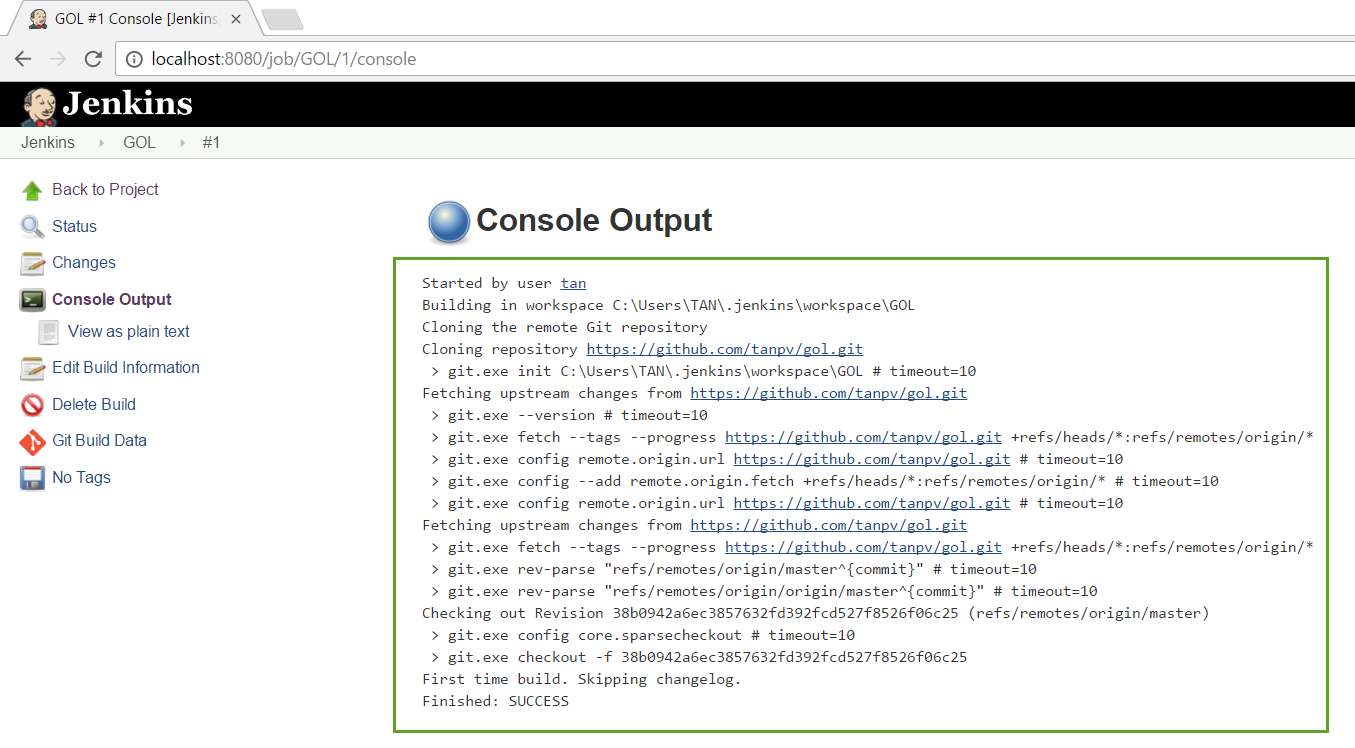 GOL #1 Console [Jenkins
localhost:8080/job/GOL/1/console
Jenkins
Jenkins GOL #1
Back to Project
Status
Changes
Console Output
View as plain text
Edit Build Information
Delete Build
Git Build Data
No Tags
Console Output
Started by user tan
Building in workspace C:\Users\TAN\.jenkins\workspace\GOL
Cloning the remote Git repository
Cloning repository https://github.com/tanpv/gol.git
> git.exe init C:\Users\TAN\.jenkins\workspace\GOL # timeout=10
Fetching upstream changes from https://github.com/tanpv/gol.git
> git.exe --version # timeout=10
> git.exe fetch --tags --progress https://github.com/tanpv/gol.git +refs/heads/*:refs/remotes/origin/*
> git.exe config remote.origin.url https://github.com/tanpv/gol.git # timeout=10
> git.exe config --add remote.origin.fetch +refs/heads/*:refs/remotes/origin/* # timeout=10
> git.exe config remote.origin.url https://github.com/tanpv/gol.git # timeout=10
Fetching upstream changes from https://github.com/tanpv/gol.git
> git.exe fetch --tags --progress https://github.com/tanpv/gol.git +refs/heads/*:refs/remotes/origin/*
> git.exe rev-parse "refs/remotes/origin/master^{commit}" # timeout=10
> git.exe rev-parse "refs/remotes/origin/origin/master^{commit}" # timeout=10
Checking out Revision 38b0942a6ec3857632fd392fcd527f8526f06c25 (refs/remotes/origin/master)
> git.exe config core.sparsecheckout # timeout=10
> git.exe checkout -f 38b0942a6ec3857632fd392fcd527f8526f06c25
First time build. Skipping changelog.
Finished: SUCCESS